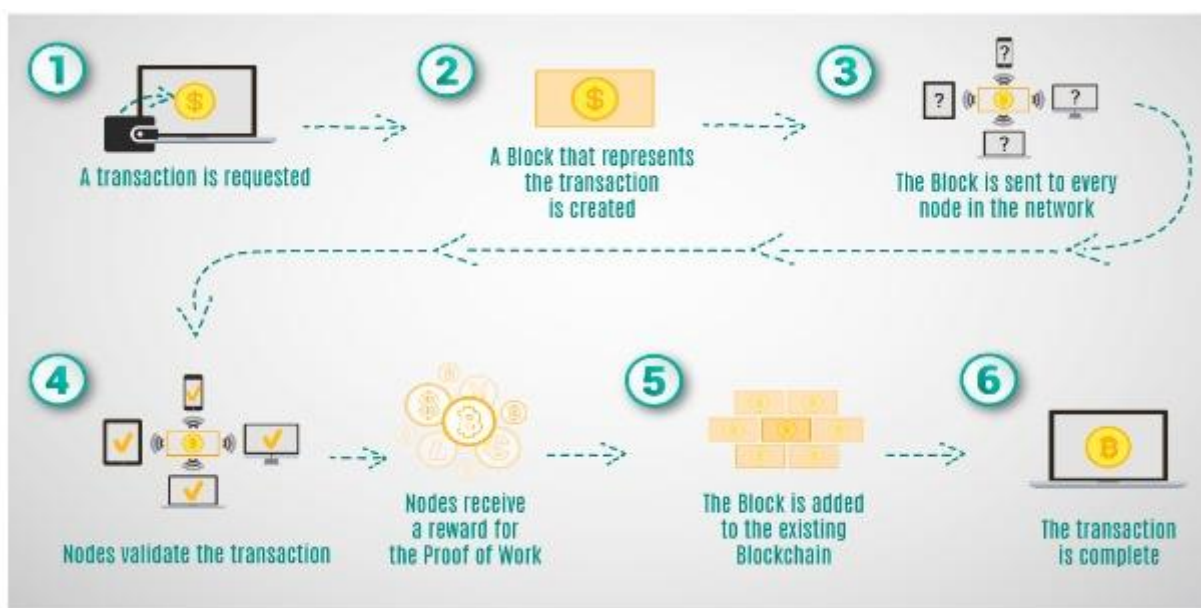 1
A transaction is requested
2
A Block that represents
the transaction
is created
3
The Block is sent to every
node in the network
4
Nodes validate the transaction
Nodes receive
a reward for
the Proof of Work
5
The Block is added
to the existing
Blockchain
6
The transaction
is complete